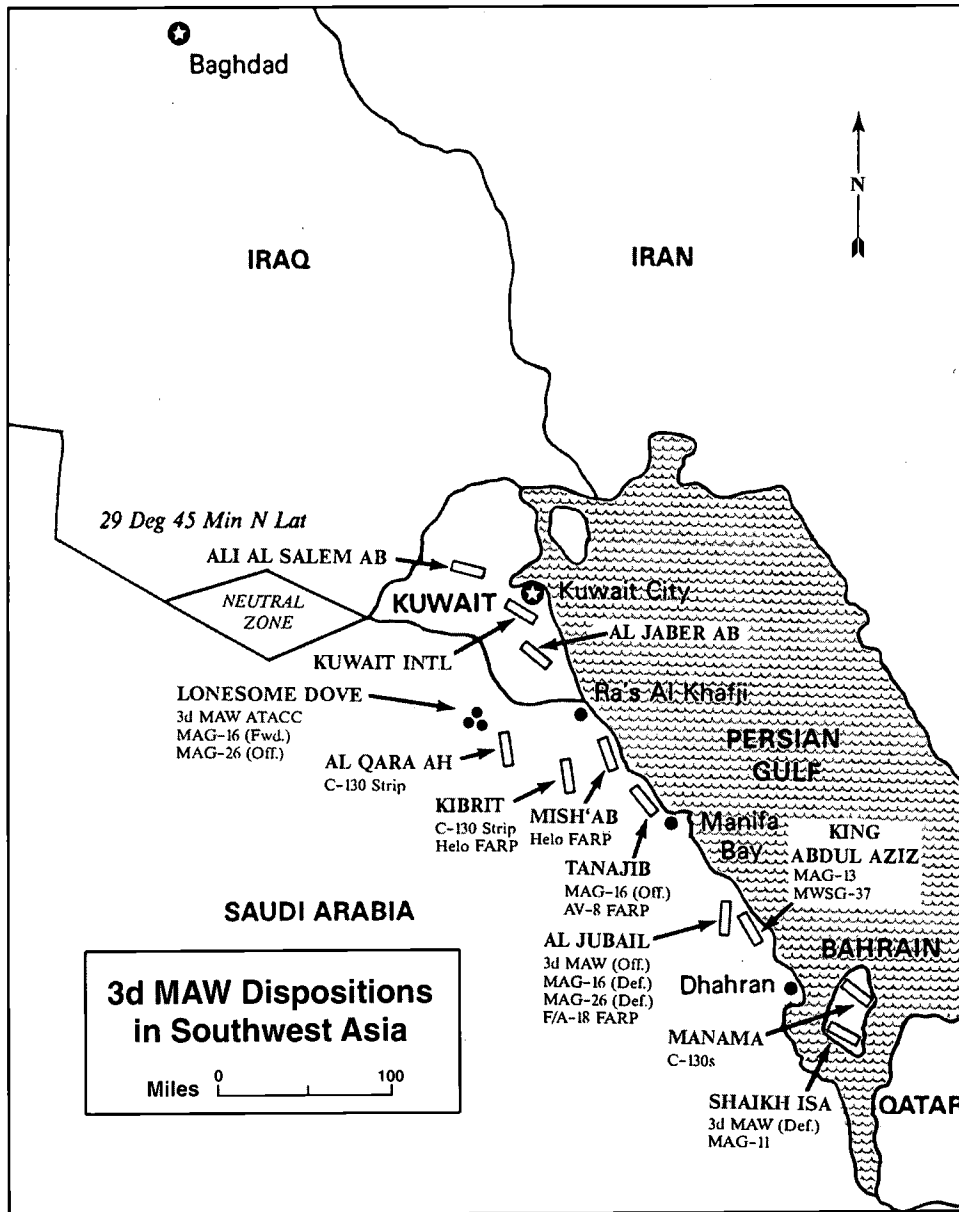 Baghdad
N
IRAQ
IRAN
29 Deg 45 Min N Lat
ALI AL SALEM AB
NEUTRAL
ZONE
KUWAIT
Kuwait City
KUWAIT INTL
AL JABER AB
LONESOME DOVE
3d MAW ATACC
MAG-16 (Fwd.)
MAG-26 (Off.)
Ra's Al Khafji
AL QARA AH
C-130 Strip
PERSIAN
GULF
KIBRIT
C-130 Strip
Helo FARP
MISH'AB
Helo FARP
Manifa
Bay
TANAJIB
MAG-16 (Off.)
AV-8 FARP
KING
ABDUL AZIZ
MAG-13
MWSG-37
SAUDI ARABIA
AL JUBAIL
3d MAW (Off.)
MAG-16 (Def.)
MAG-26 (Def.)
F/A-18 FARP
BAHRAIN
Dhahran
MANAMA
C-130s
SHAIKH ISA
3d MAW (Def.)
MAG-11
QATAR
3d MAW Dispositions
in Southwest Asia
Miles 0 100